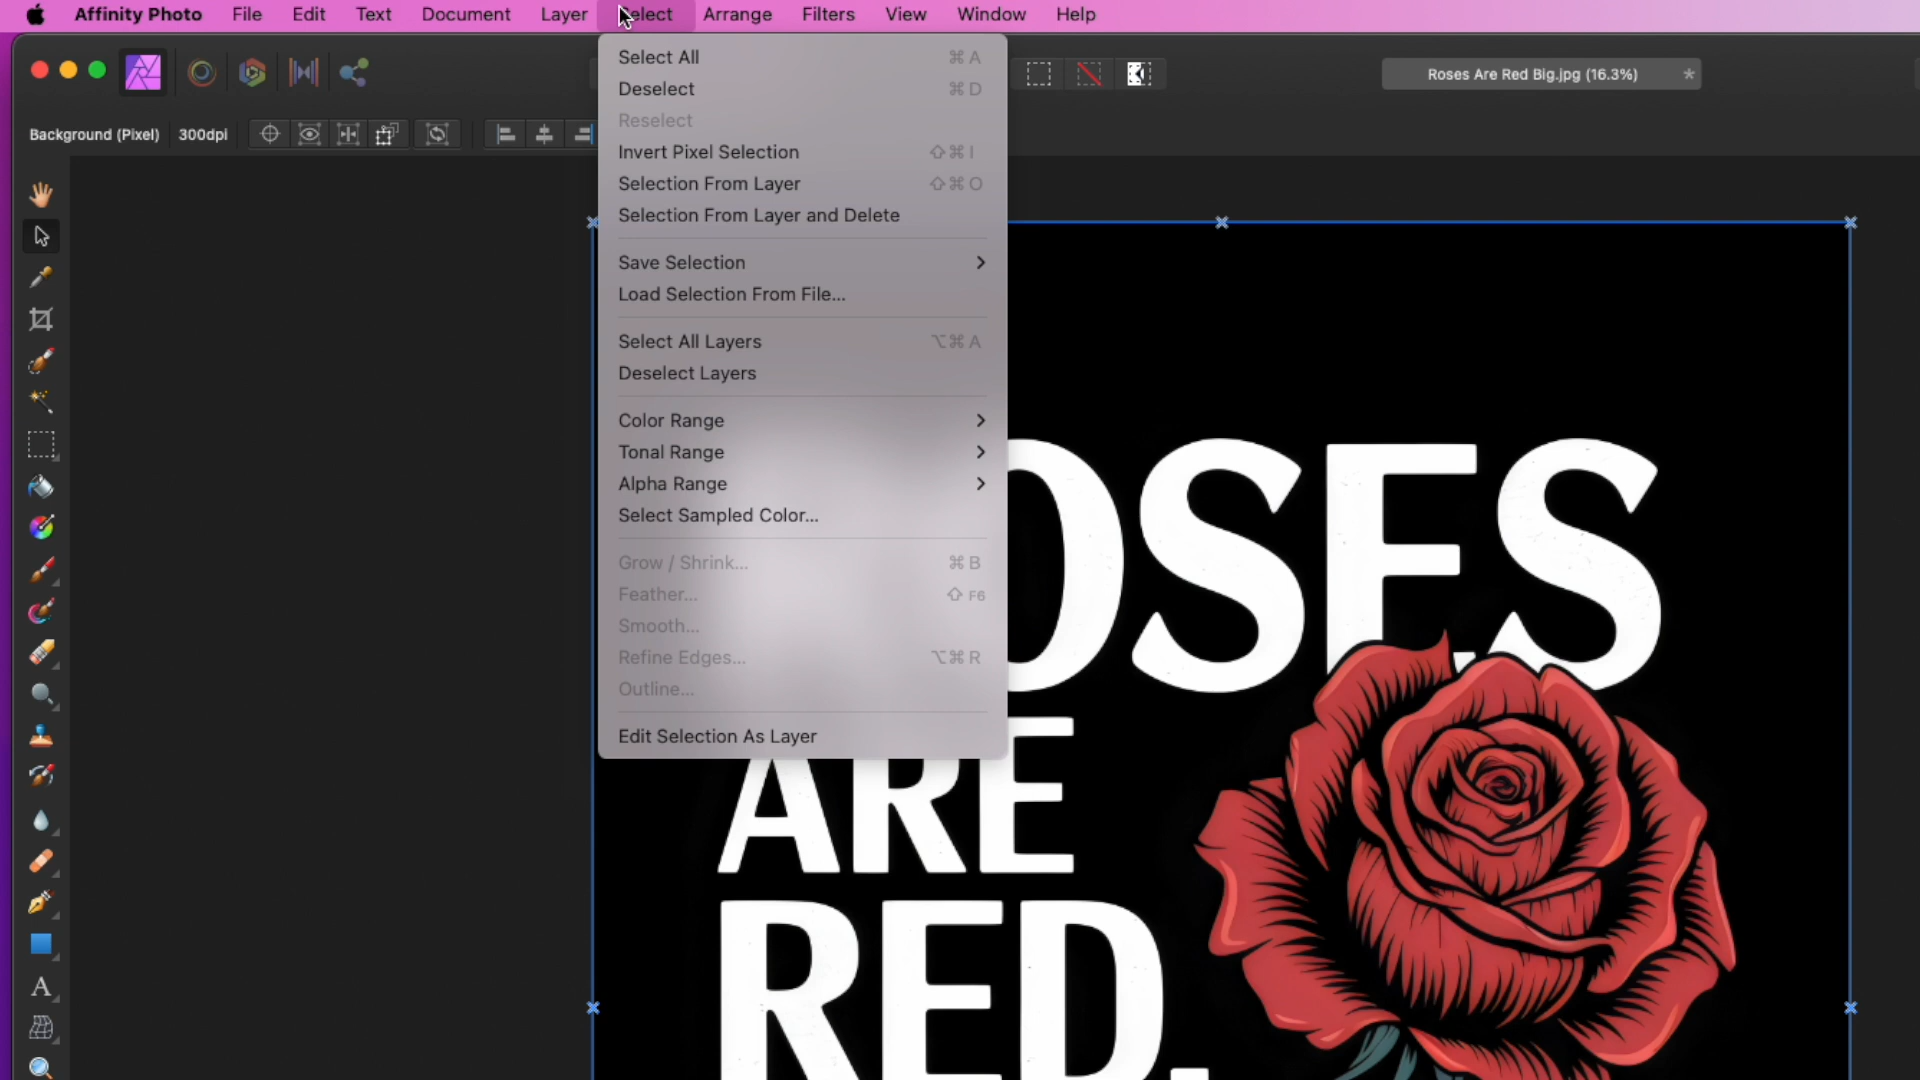 Affinity Photo File Edit Text Document Layer Select Arrange Filters View Window Help
Roses Are Red Big.jpg (16.3%) *
Background (Pixel) 300dpi
Select All ⌘ A
Deselect ⌘ D
Reselect
Invert Pixel Selection ⇧⌘ I
Selection From Layer ⇧⌘ O
Selection From Layer and Delete
Save Selection
Load Selection From File...
Select All Layers ⌥⌘ A
Deselect Layers
Color Range
Tonal Range
Alpha Range
Select Sampled Color...
Grow / Shrink... ⌘ B
Feather... ⇧ F6
Smooth...
Refine Edges... ⌥⌘ R
Outline...
Edit Selection As Layer
OSES
ARE
RED.